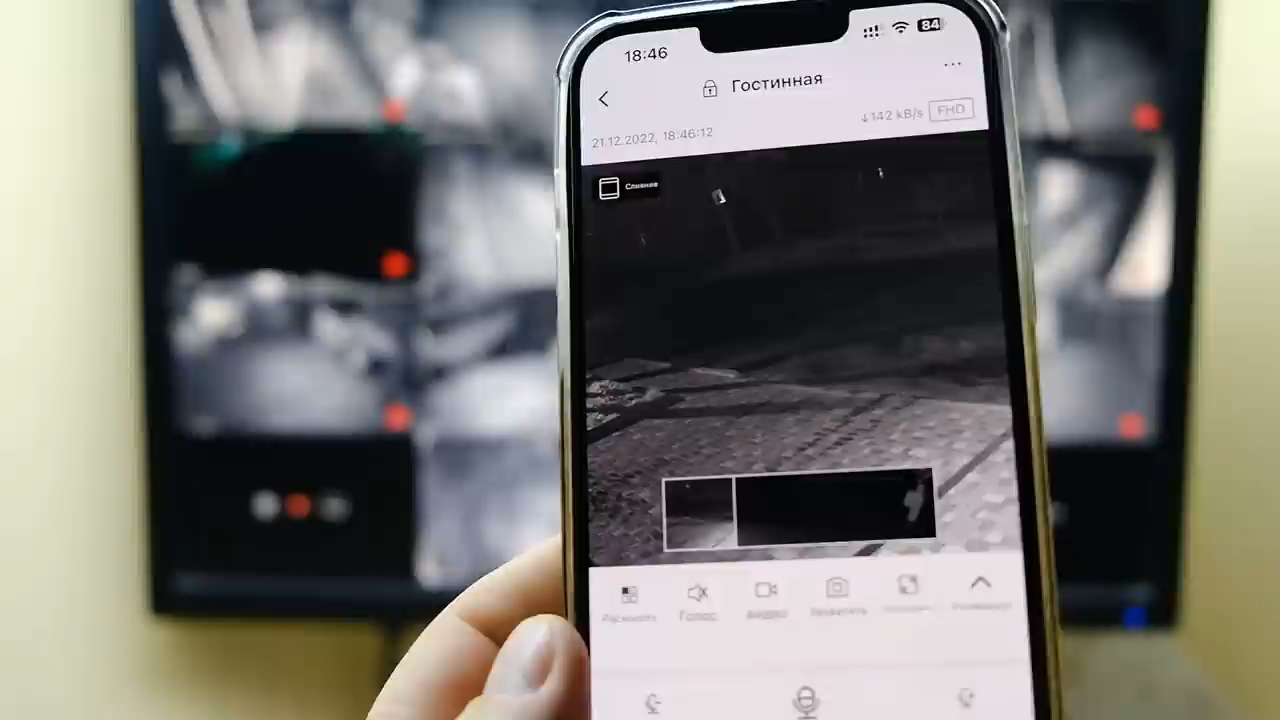 18:46
84
Гостинная
↓142 kB/s FHD
21.12.2022, 18:46:12
Слияние
Голос
видео